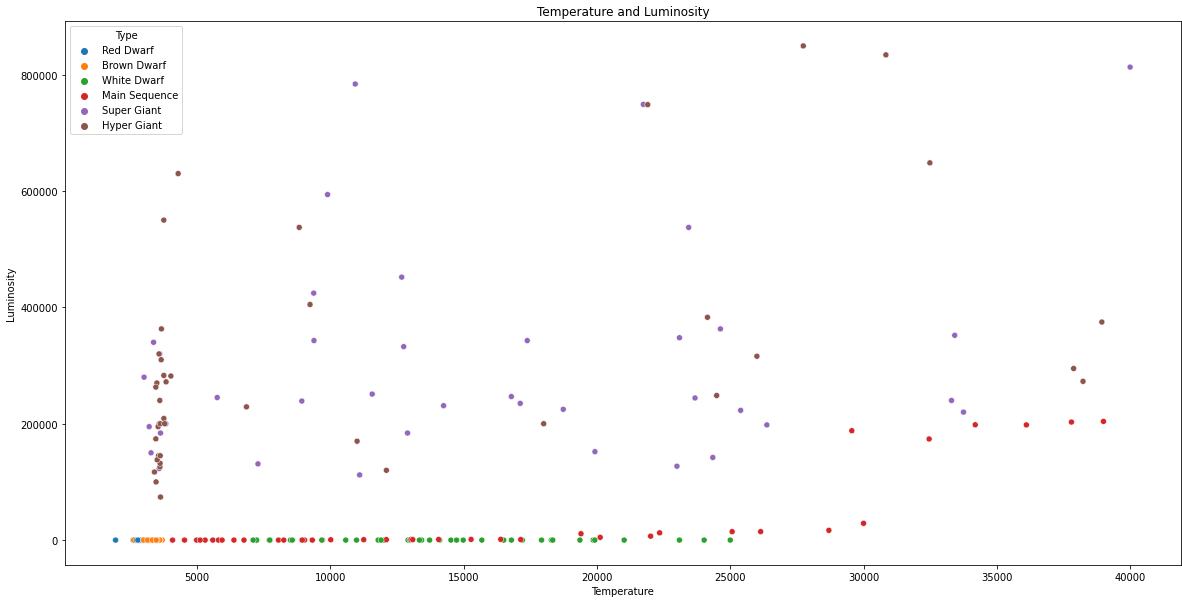 Temperature and Luminosity
Type
Red Dwarf
Brown Dwarf
White Dwarf
Main Sequence
Super Giant
Hyper Giant
Luminosity
800000
600000
400000
200000
0
5000 10000 15000 20000 25000 30000 35000 40000
Temperature